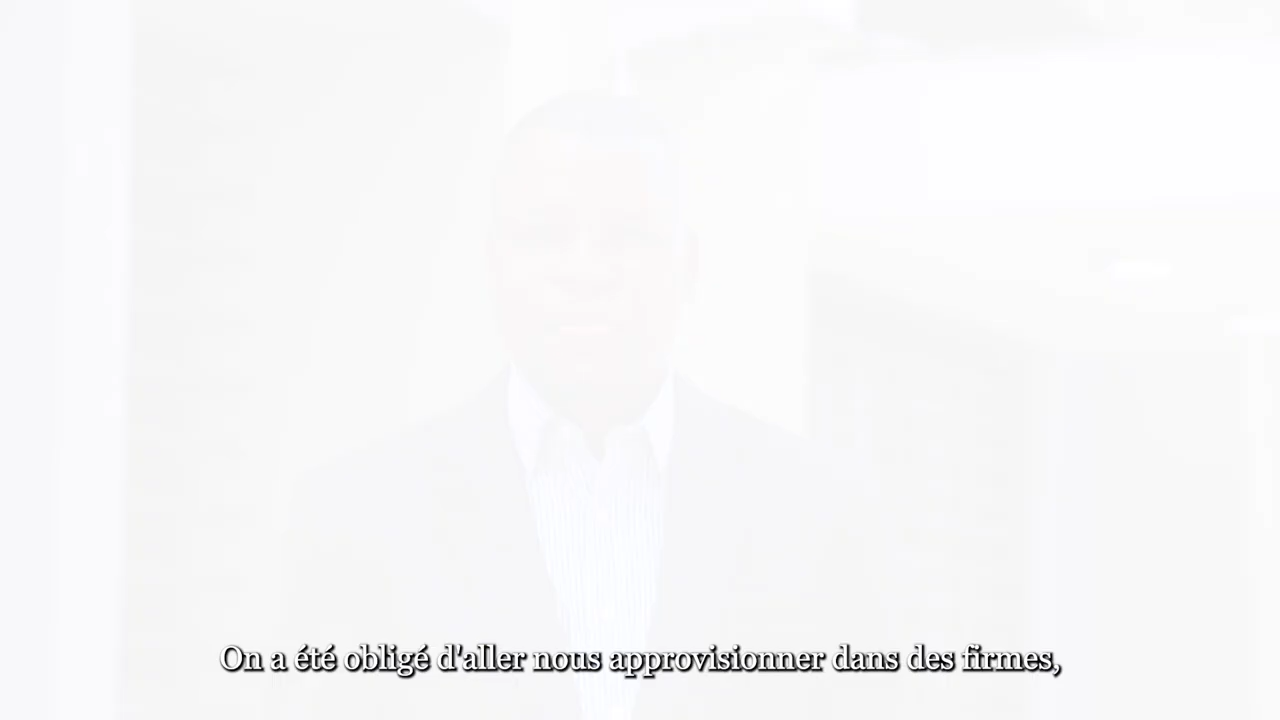 On a été obligé d'aller nous approvisionner dans des firmes,